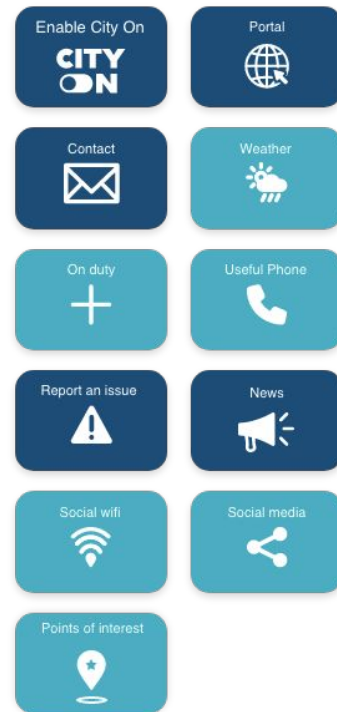 Enable City On
CITY
ON
Portal
Contact
Weather
On duty
Useful Phone
Report an issue
News
Social wifi
Social media
Points of interest